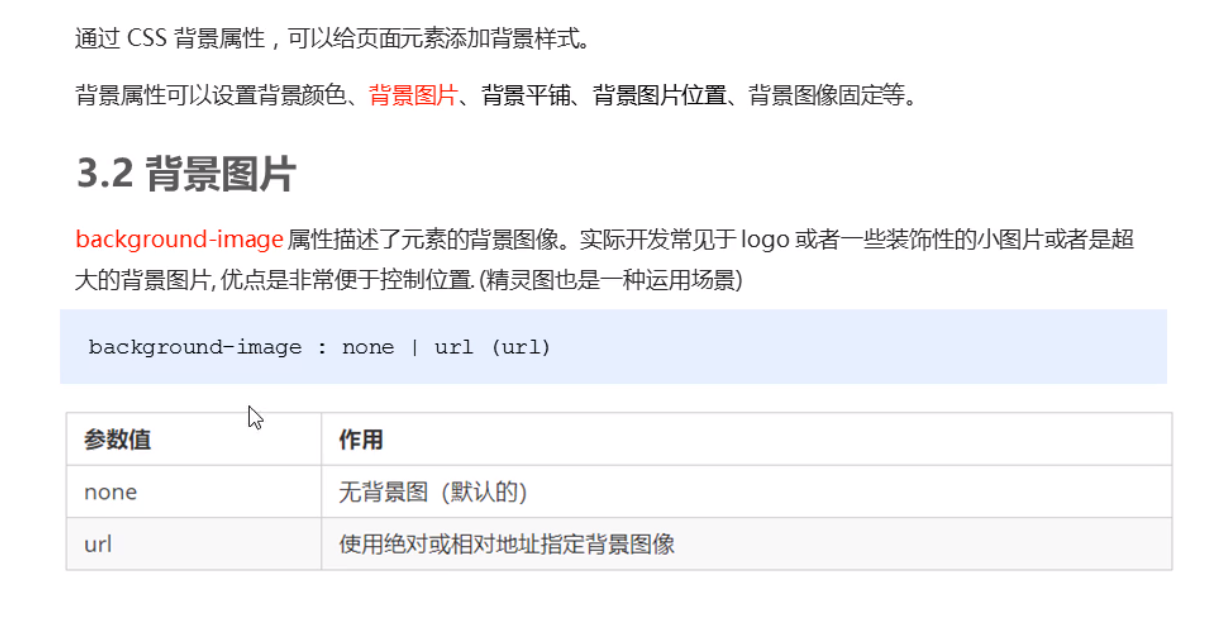 通过 CSS 背景属性，可以给页面元素添加背景样式。
背景属性可以设置背景颜色、背景图片、背景平铺、背景图片位置、背景图像固定等。
3.2 背景图片
background-image 属性描述了元素的背景图像。实际开发常见于 logo 或者一些装饰性的小图片或者是超
大的背景图片, 优点是非常便于控制位置. (精灵图也是一种运用场景)
background-image : none | url (url)
参数值 作用
none 无背景图（默认的）
url 使用绝对或相对地址指定背景图像